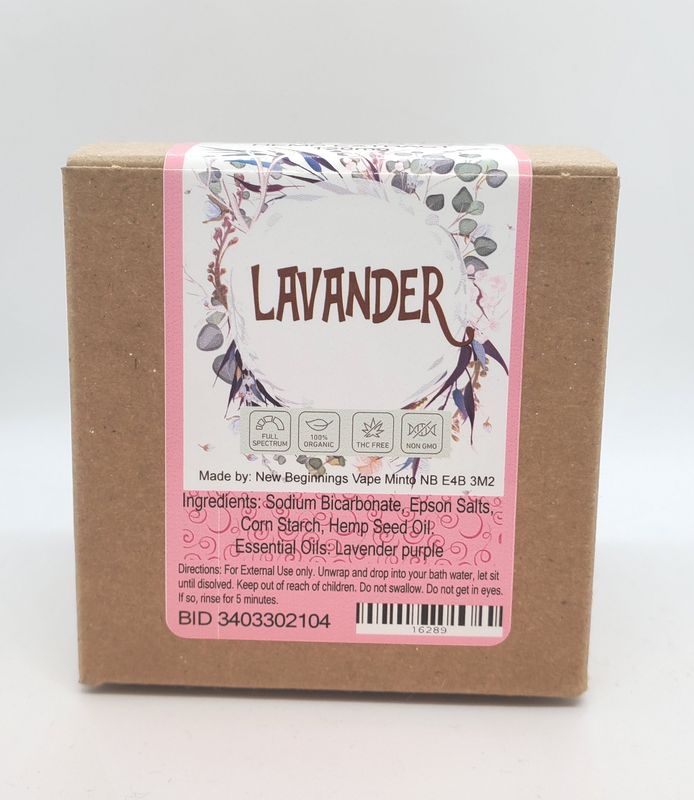 LAVANDER
FULL
SPECTRUM
100%
ORGANIC
THC FREE
NON GMO
Made by: New Beginnings Vape Minto NB E4B 3M2
Ingredients: Sodium Bicarbonate, Epson Salts,
Corn Starch, Hemp Seed Oil.
Essential Oils: Lavender purple
Directions: For External Use only. Unwrap and drop into your bath water, let sit
until disolved. Keep out of reach of children. Do not swallow. Do not get in eyes.
If so, rinse for 5 minutes.
BID 3403302104
16289